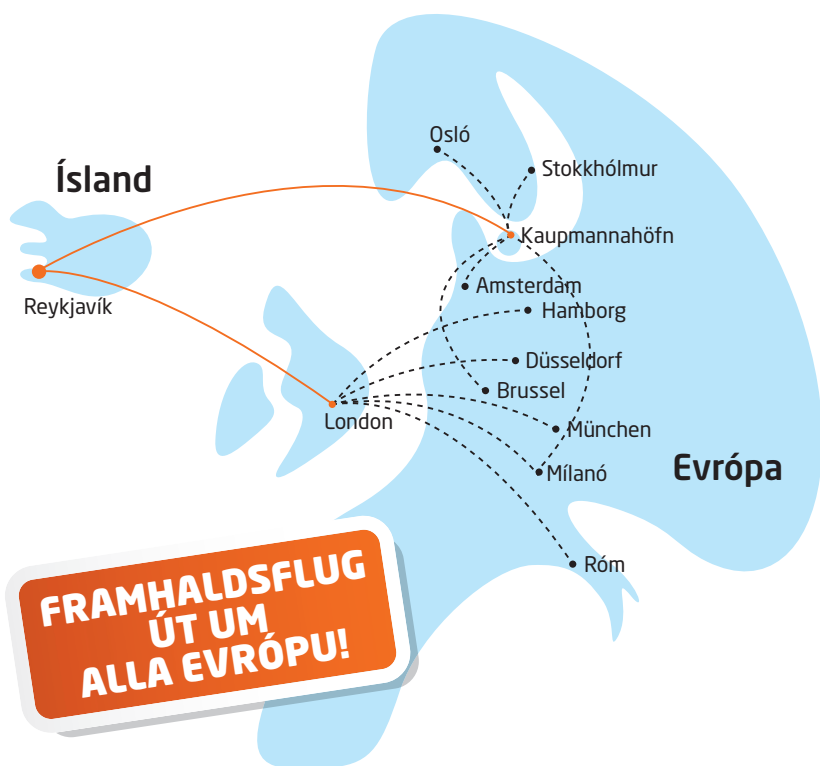 Osló
Stokkhólmur
Ísland
Kaupmannahöfn
Amsterdam
Reykjavík
Hamborg
Düsseldorf
Brussel
London
München
Evrópa
Mílanó
Róm
FRAMHALDSFLUG
ÚT UM
ALLA EVRÓPU!